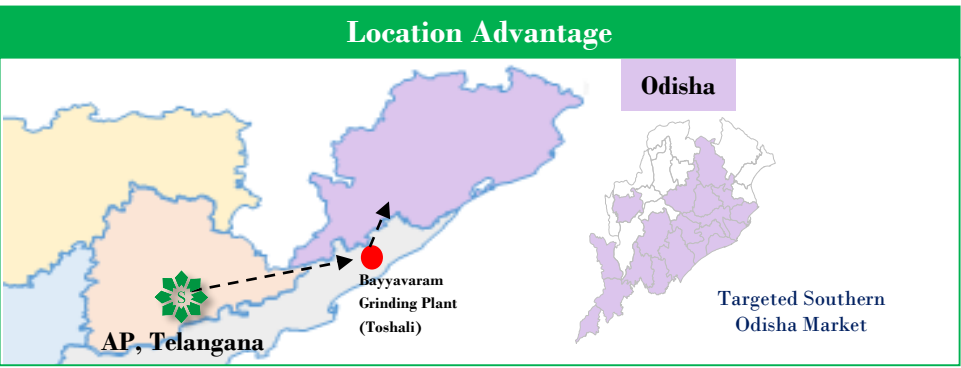 Location Advantage
Odisha
S
Bayyavaram
Grinding Plant
(Toshali)
AP, Telangana
Targeted Southern
Odisha Market